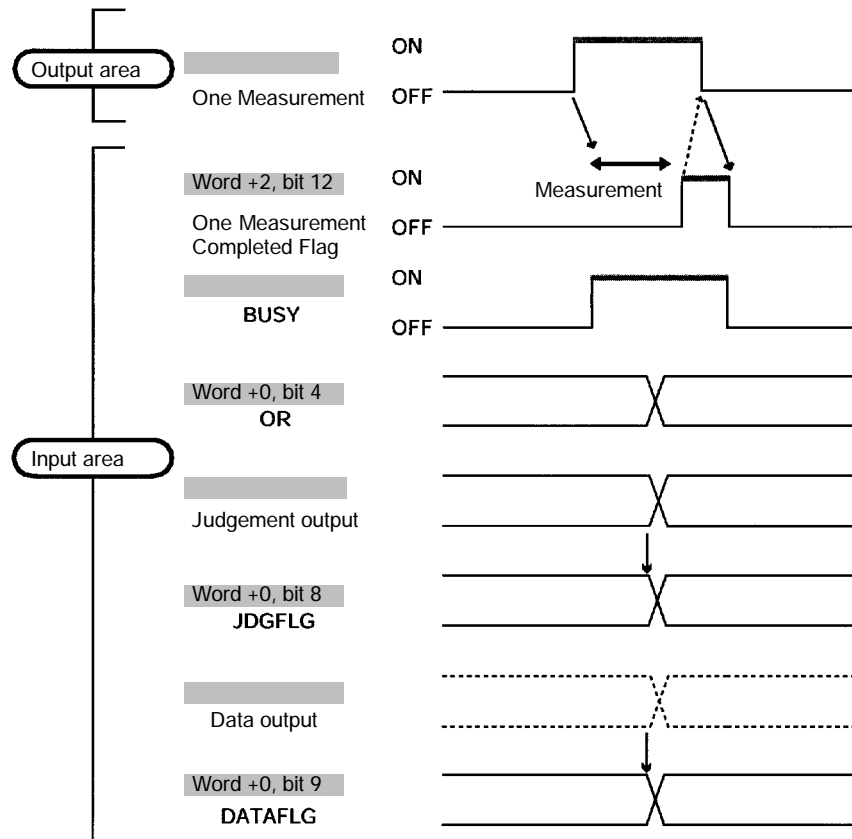 Output area
ON
One Measurement
OFF
Word +2, bit 12
ON
Measurement
One Measurement
Completed Flag
OFF
ON
BUSY
OFF
Word +0, bit 4
OR
Input area
Judgement output
Word +0, bit 8
JDGFLG
Data output
Word +0, bit 9
DATAFLG